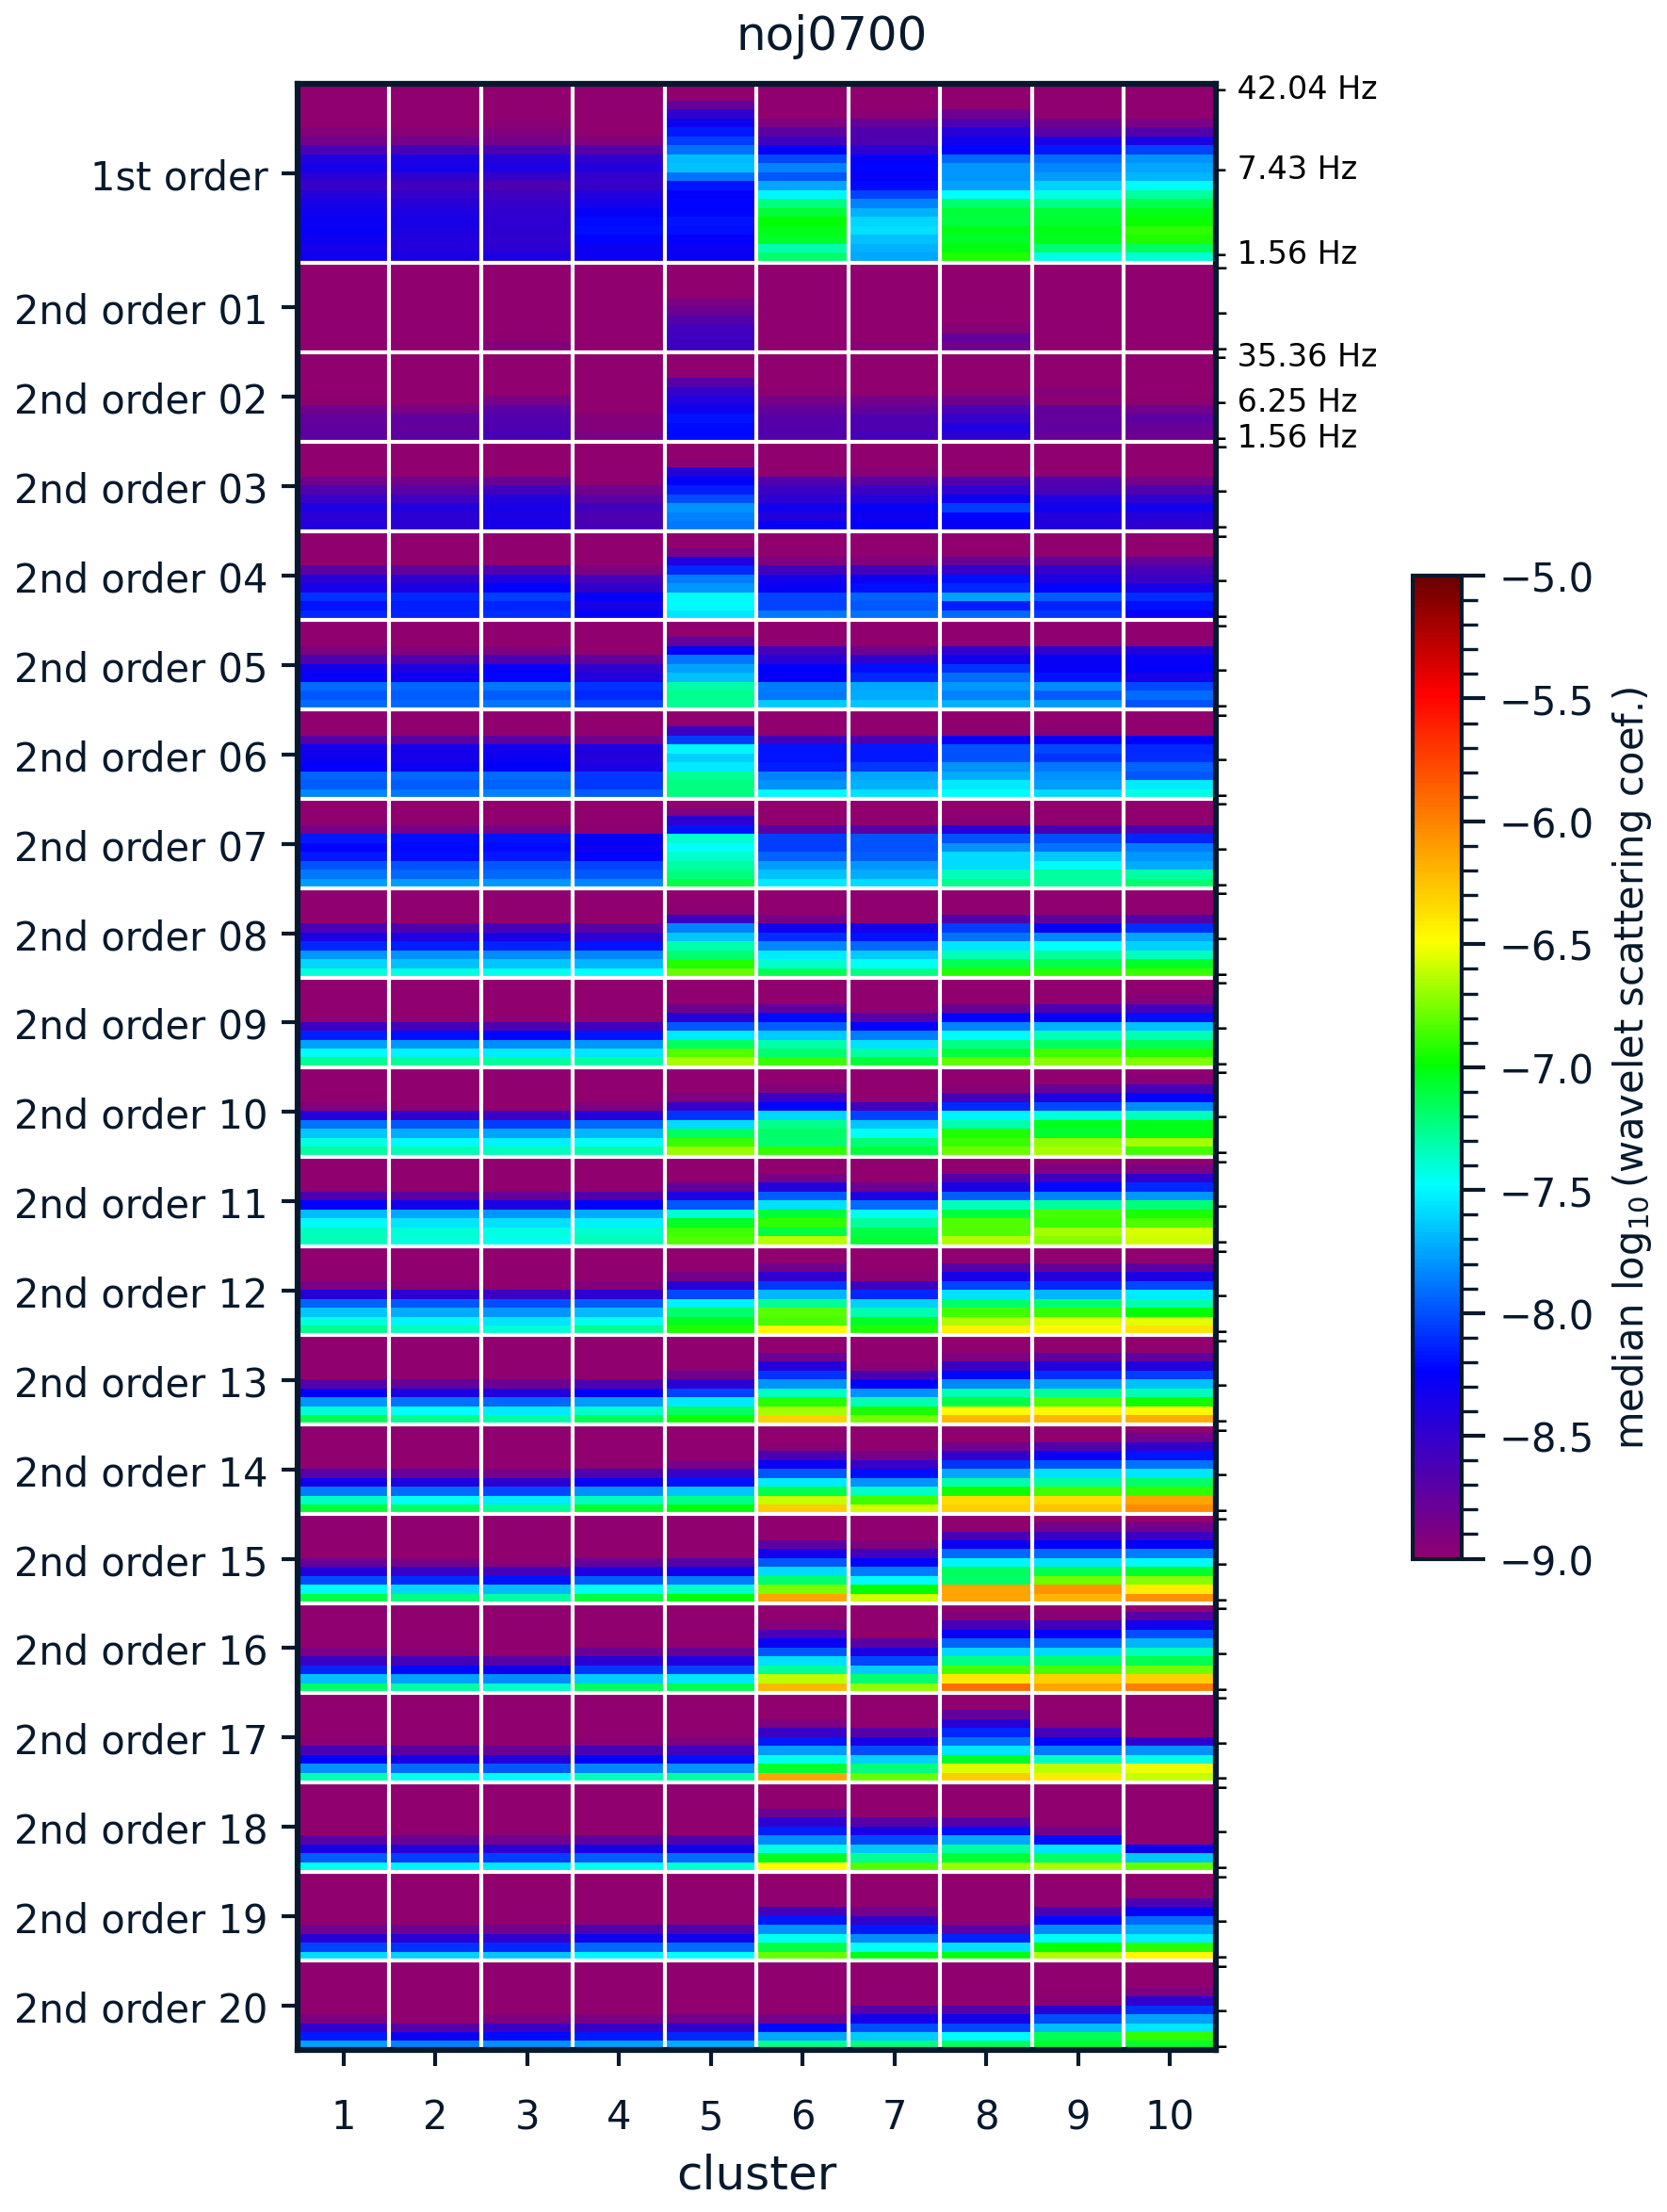 noj0700
1st order
2nd order 01
2nd order 02
2nd order 03
2nd order 04
2nd order 05
2nd order 06
2nd order 07
2nd order 08
2nd order 09
2nd order 10
2nd order 11
2nd order 12
2nd order 13
2nd order 14
2nd order 15
2nd order 16
2nd order 17
2nd order 18
2nd order 19
2nd order 20
42.04 Hz
7.43 Hz
1.56 Hz
35.36 Hz
6.25 Hz
1.56 Hz
1 2 3 4 5 6 7 8 9 10
cluster
−5.0
−5.5
−6.0
−6.5
−7.0
−7.5
−8.0
−8.5
−9.0
median log₁₀ (wavelet scattering coef.)